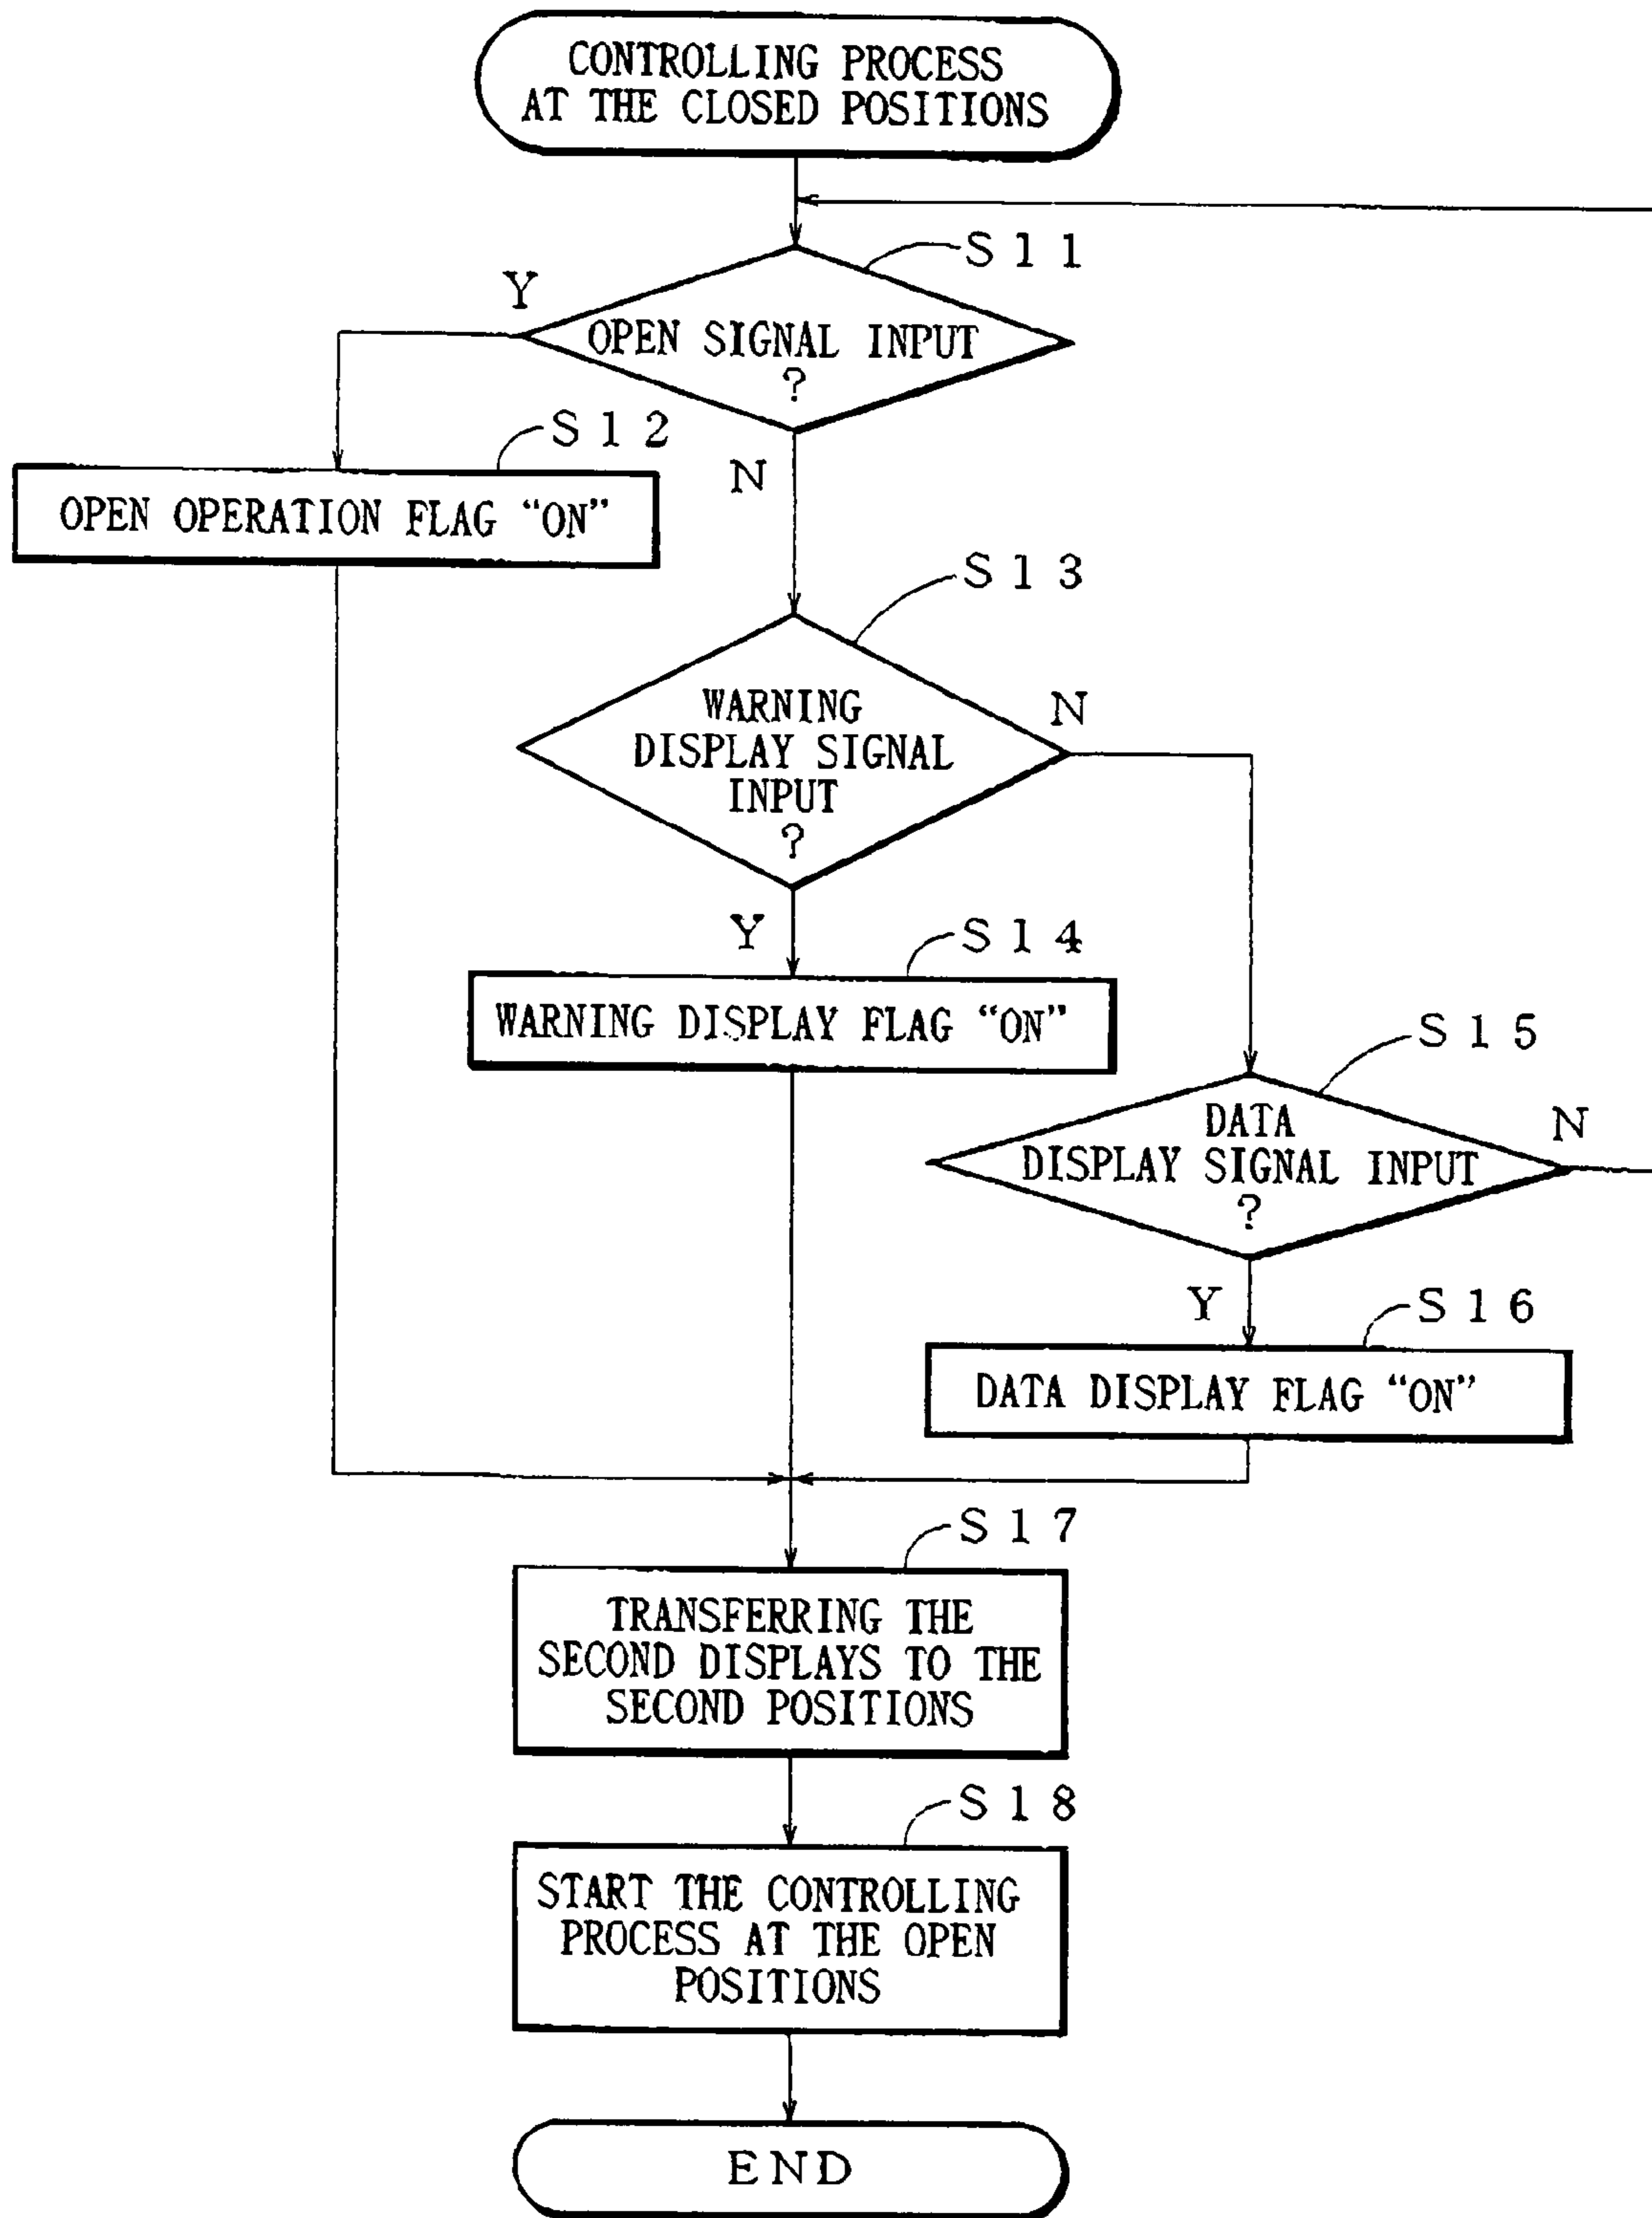 CONTROLLING PROCESS
AT THE CLOSED POSITIONS
S11
Y
OPEN SIGNAL INPUT
?
S12
N
OPEN OPERATION FLAG “ON”
S13
WARNING
DISPLAY SIGNAL
INPUT
?
N
Y
S14
WARNING DISPLAY FLAG “ON”
S15
DATA
DISPLAY SIGNAL INPUT
?
N
Y
S16
DATA DISPLAY FLAG “ON”
S17
TRANSFERRING THE
SECOND DISPLAYS TO THE
SECOND POSITIONS
S18
START THE CONTROLLING
PROCESS AT THE OPEN
POSITIONS
END